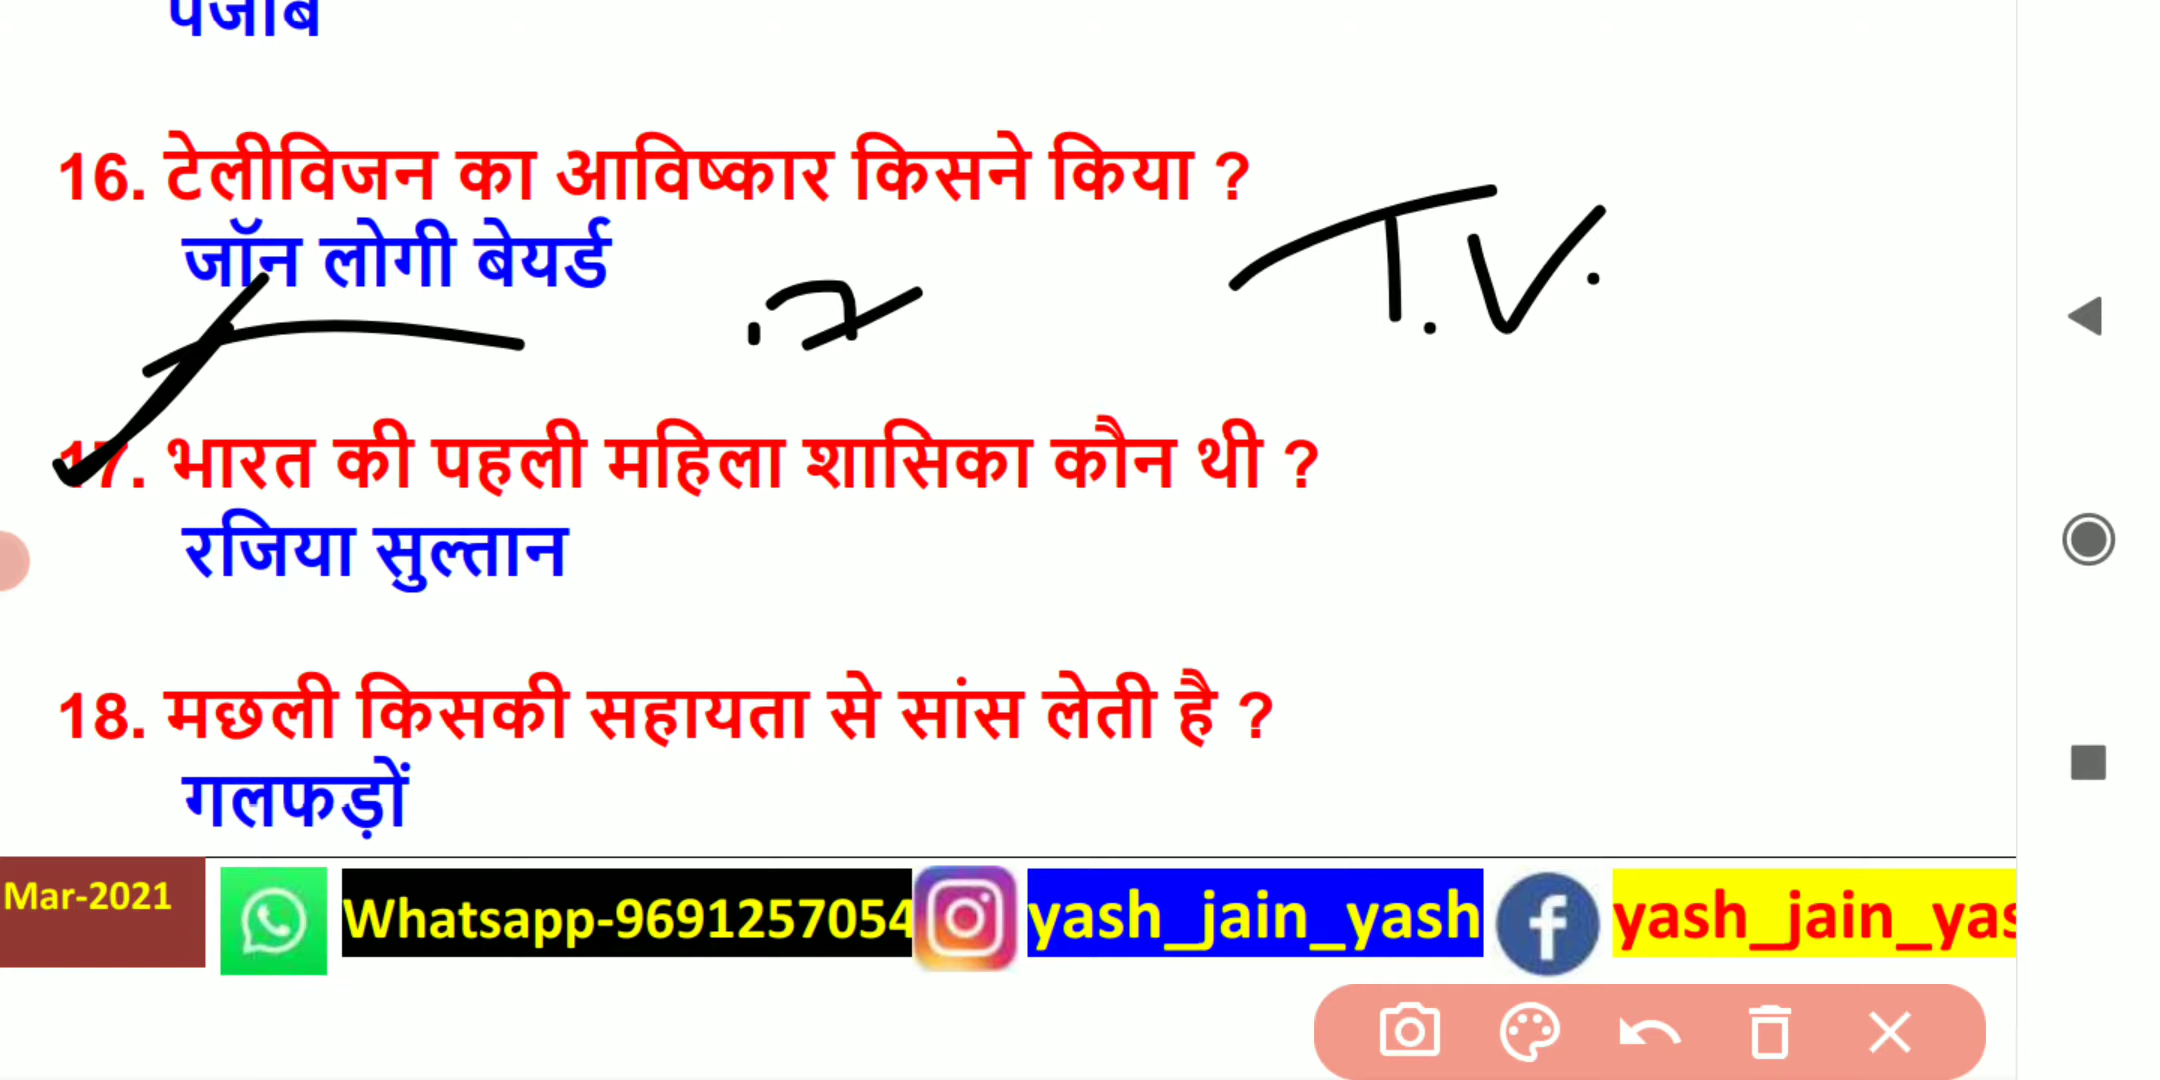 पंजाब
16. टेलीविजन का आविष्कार किसने किया ?
जॉन लोगी बेयर्ड
T.V.
17. भारत की पहली महिला शासिका कौन थी ?
रजिया सुल्तान
18. मछली किसकी सहायता से सांस लेती है ?
गलफड़ों
Mar-2021 Whatsapp-9691257054 yash_jain_yash yash_jain_yas